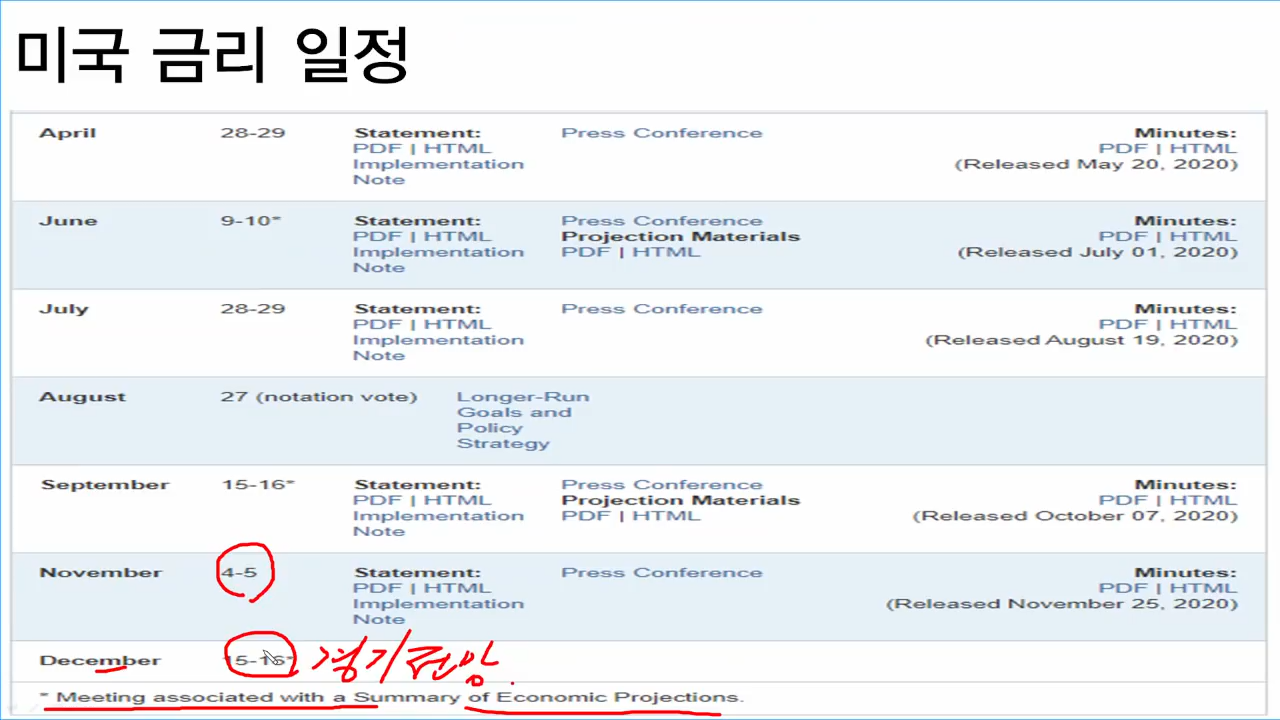 미국 금리 일정
April 28-29 Statement: Press Conference Minutes:
PDF | HTML PDF | HTML
Implementation (Released May 20, 2020)
Note
June 9-10* Statement: Press Conference Minutes:
PDF | HTML Projection Materials PDF | HTML
Implementation PDF | HTML (Released July 01, 2020)
Note
July 28-29 Statement: Press Conference Minutes:
PDF | HTML PDF | HTML
Implementation (Released August 19, 2020)
Note
August 27 (notation vote) Longer-Run
Goals and
Policy
Strategy
September 15-16* Statement: Press Conference Minutes:
PDF | HTML Projection Materials PDF | HTML
Implementation PDF | HTML (Released October 07, 2020)
Note
November 4-5 Statement: Press Conference Minutes:
PDF | HTML PDF | HTML
Implementation (Released November 25, 2020)
Note
December 15-16* 경기전망.
* Meeting associated with a Summary of Economic Projections.